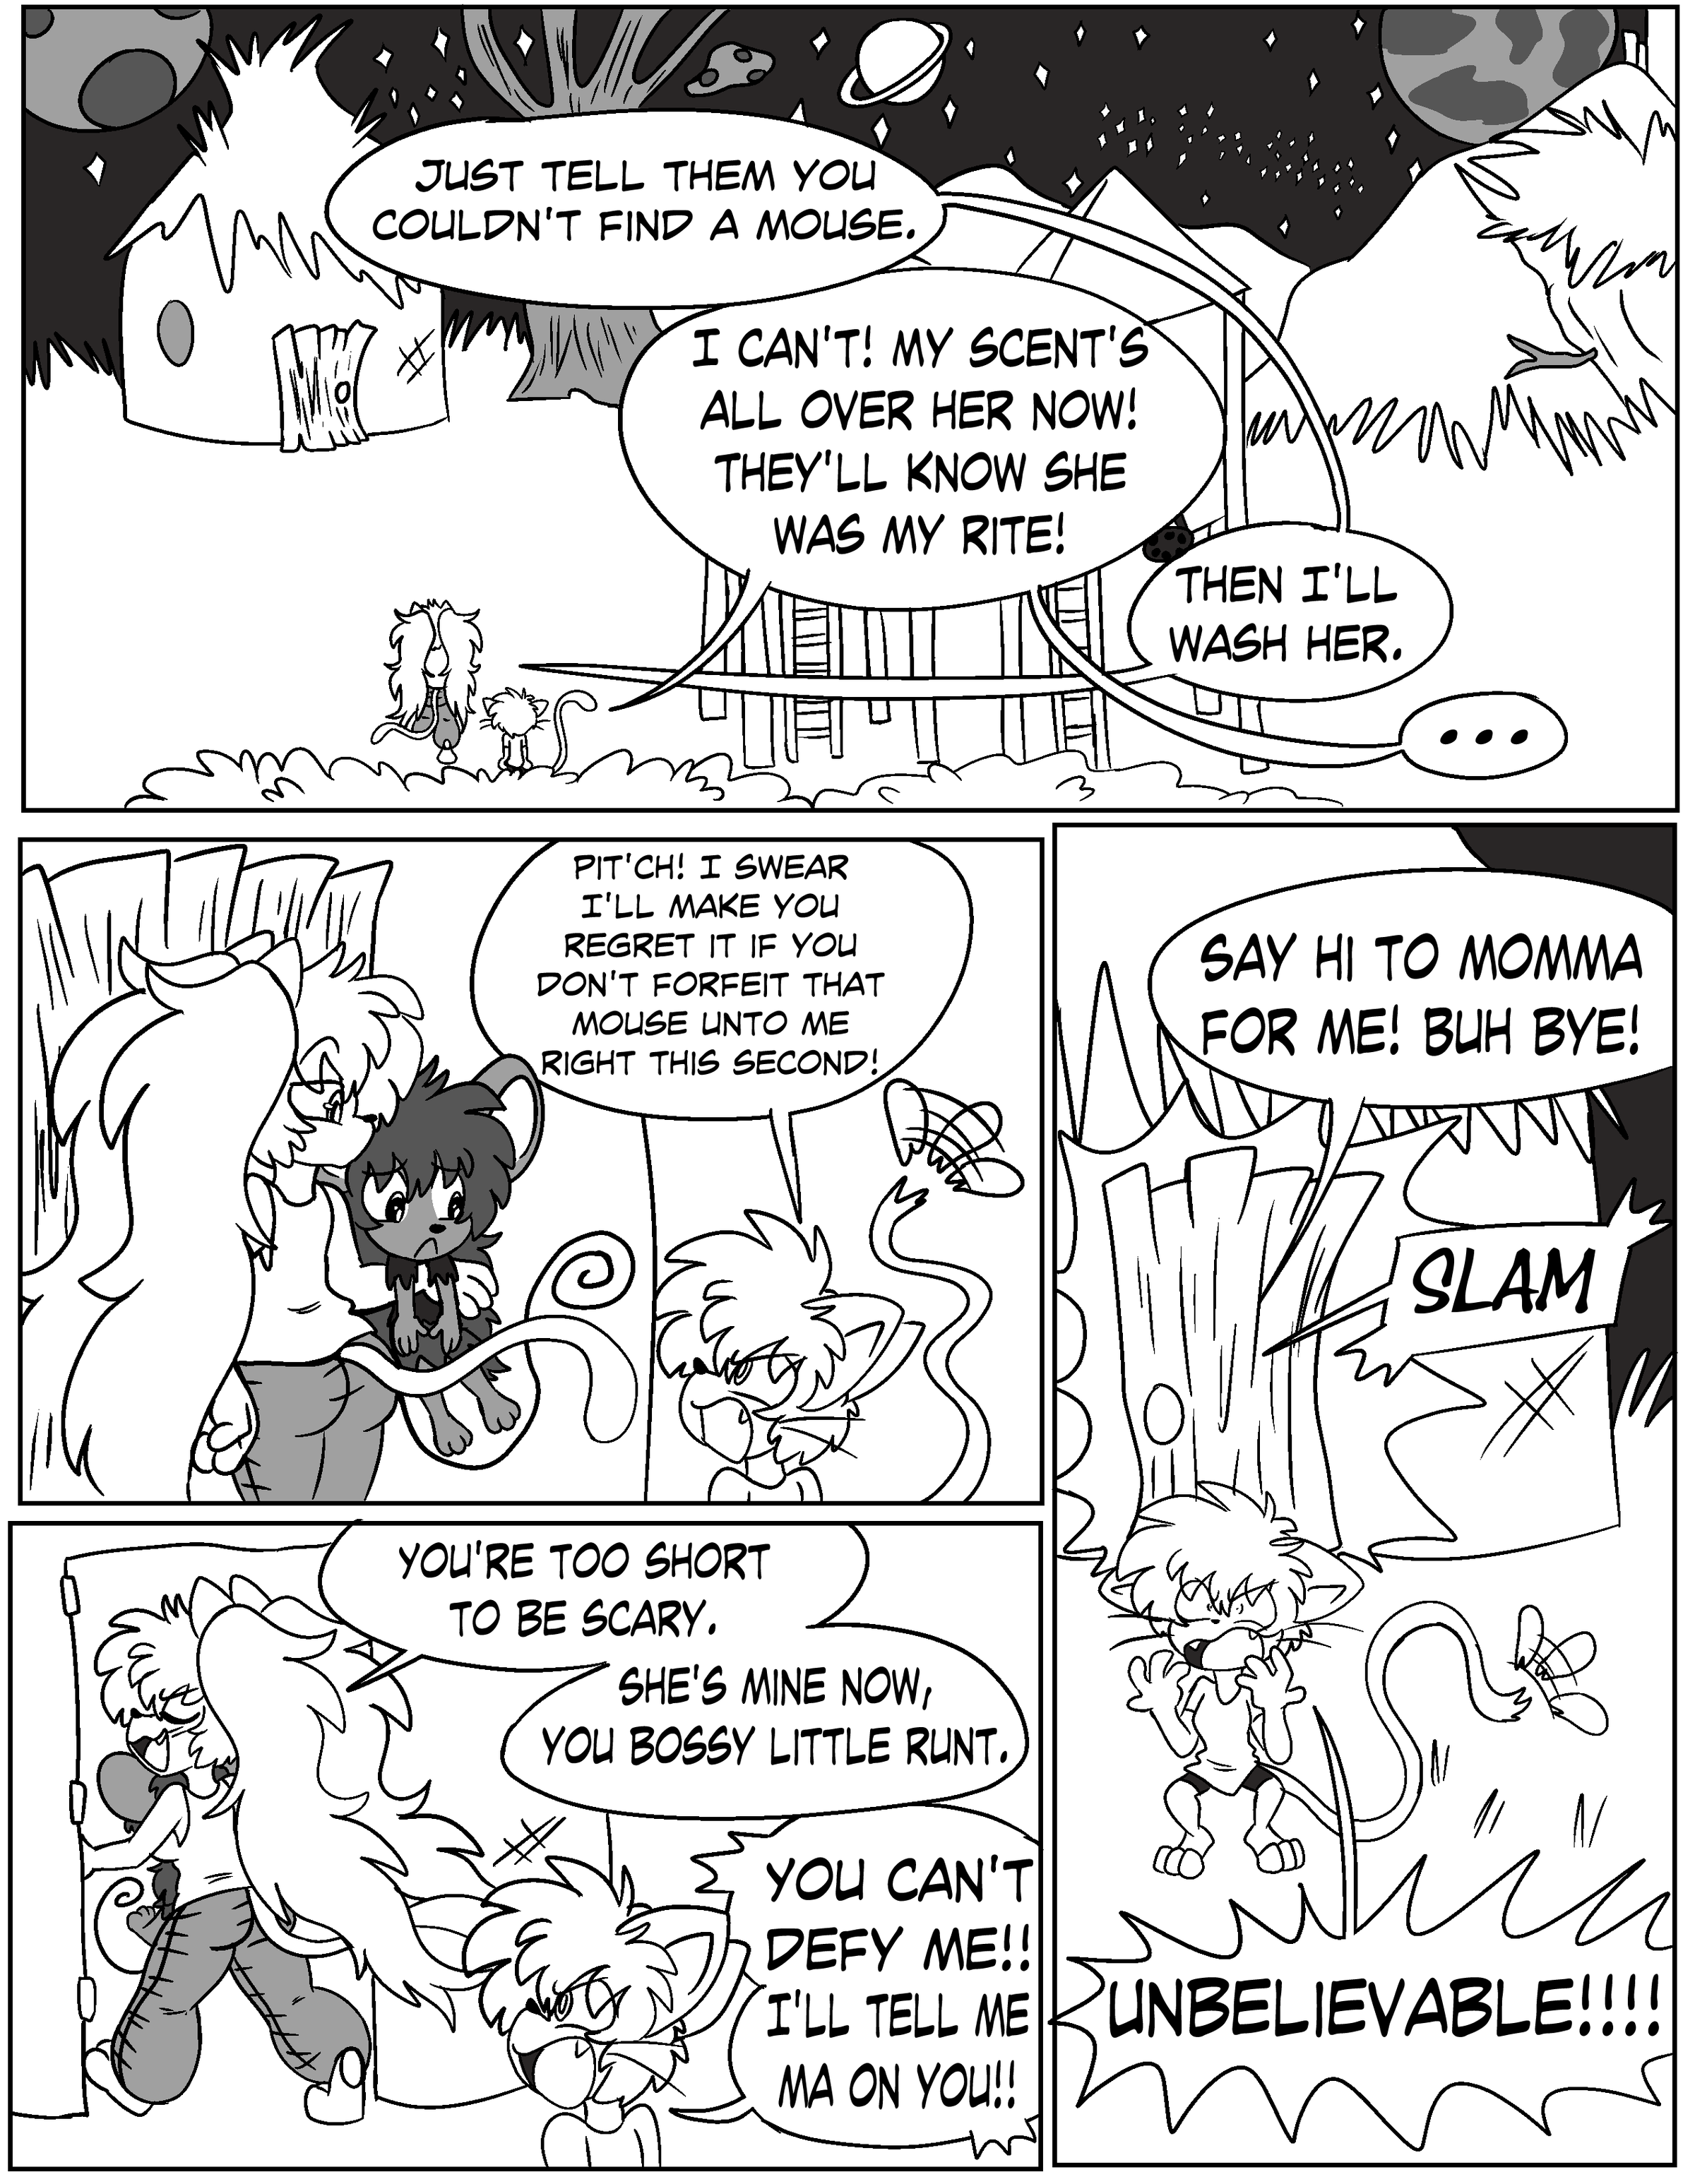 JUST TELL THEM YOU
COULDN'T FIND A MOUSE.
I CAN'T! MY SCENT'S
ALL OVER HER NOW!
THEY'LL KNOW SHE
WAS MY RITE!
THEN I'LL
WASH HER.
...
PIT'CH! I SWEAR
I'LL MAKE YOU
REGRET IT IF YOU
DON'T FORFEIT THAT
MOUSE UNTO ME
RIGHT THIS SECOND!
YOU'RE TOO SHORT
TO BE SCARY.
SHE'S MINE NOW,
YOU BOSSY LITTLE RUNT.
YOU CAN'T
DEFY ME!!
I'LL TELL ME
MA ON YOU!!
SAY HI TO MOMMA
FOR ME! BUH BYE!
SLAM
UNBELIEVABLE!!!!